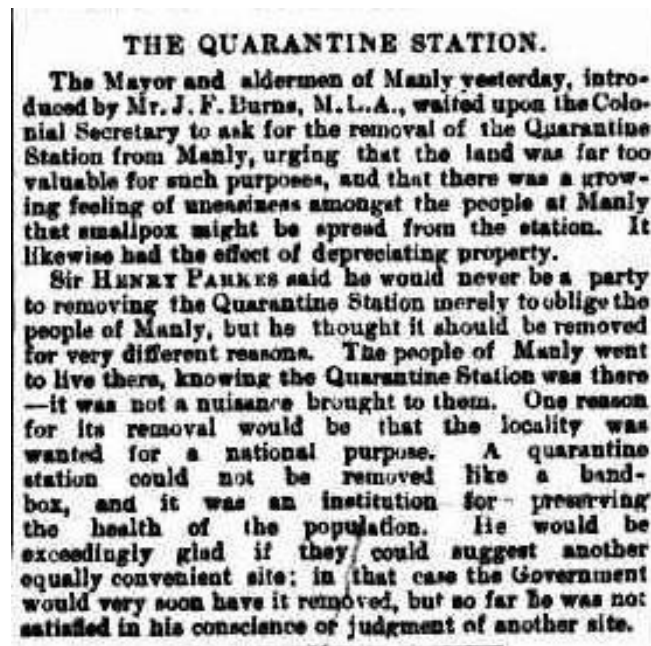 THE QUARANTINE STATION.
The Mayor and aldermen of Manly yesterday, intro-
duced by Mr. J. F. Burns, M.L.A., waited upon the Colo-
nial Secretary to ask for the removal of the Quarantine
Station from Manly, urging that the land was far too
valuable for such purposes, and that there was a grow-
ing feeling of uneasiness amongst the people at Manly
that smallpox might be spread from the station. It
likewise had the effect of depreciating property.
Sir HENRY PARKES said he would never be a party
to removing the Quarantine Station merely to oblige the
people of Manly, but he thought it should be removed
for very different reasons. The people of Manly went
to live there, knowing the Quarantine Station was there
—it was not a nuisance brought to them. One reason
for its removal would be that the locality was
wanted for a national purpose. A quarantine
station could not be removed like a band-
box, and it was an institution for preserving
the health of the population. He would be
exceedingly glad if they could suggest another
equally convenient site; in that case the Government
would very soon have it removed, but so far he was not
satisfied in his conscience or judgment of another site.